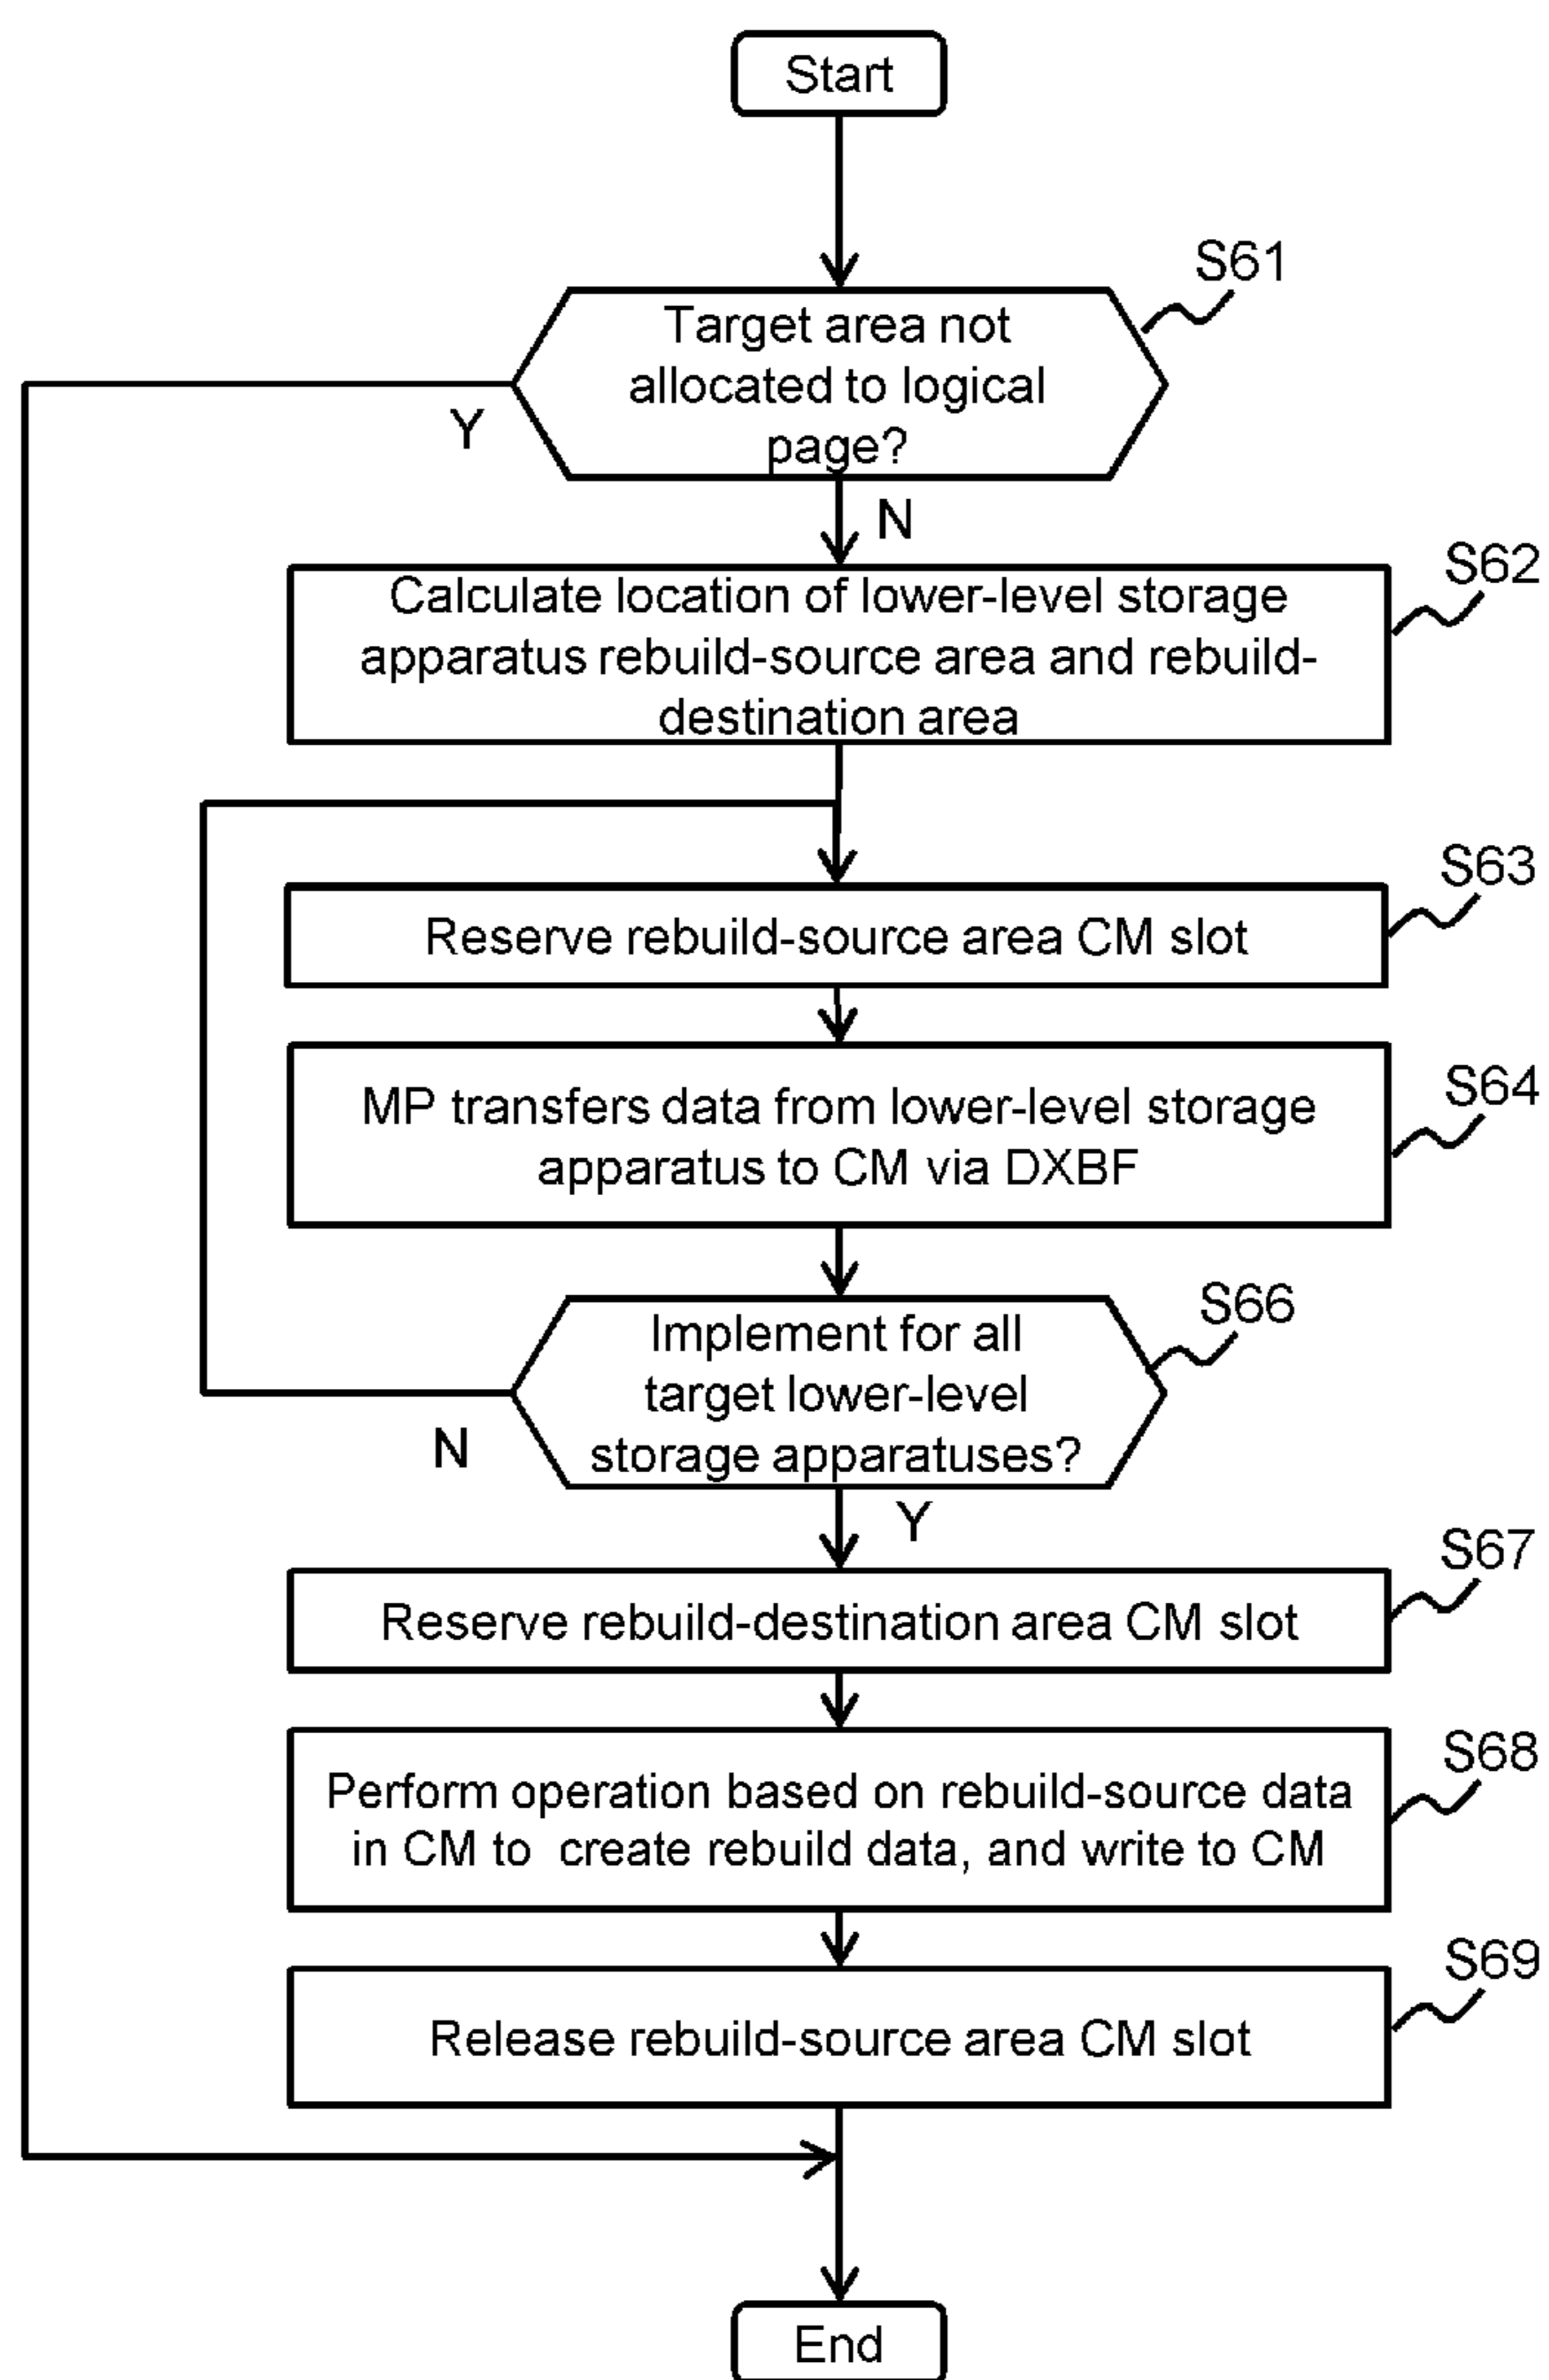 Start
S61
Target area not
allocated to logical
page?
Y
N
S62
Calculate location of lower-level storage
apparatus rebuild-source area and rebuild-
destination area
S63
Reserve rebuild-source area CM slot
S64
MP transfers data from lower-level storage
apparatus to CM via DXBF
S66
Implement for all
target lower-level
storage apparatuses?
N
Y
S67
Reserve rebuild-destination area CM slot
S68
Perform operation based on rebuild-source data
in CM to create rebuild data, and write to CM
S69
Release rebuild-source area CM slot
End